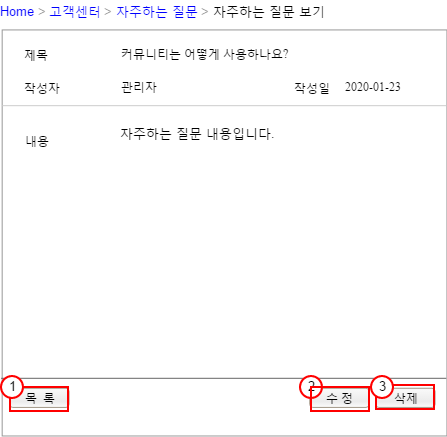 Home > 고객센터 > 자주하는 질문 > 자주하는 질문 보기
제목 커뮤니티는 어떻게 사용하나요?
작성자 관리자 작성일 2020-01-23
내용 자주하는 질문 내용입니다.
1 2 3
목 록 수 정 삭제